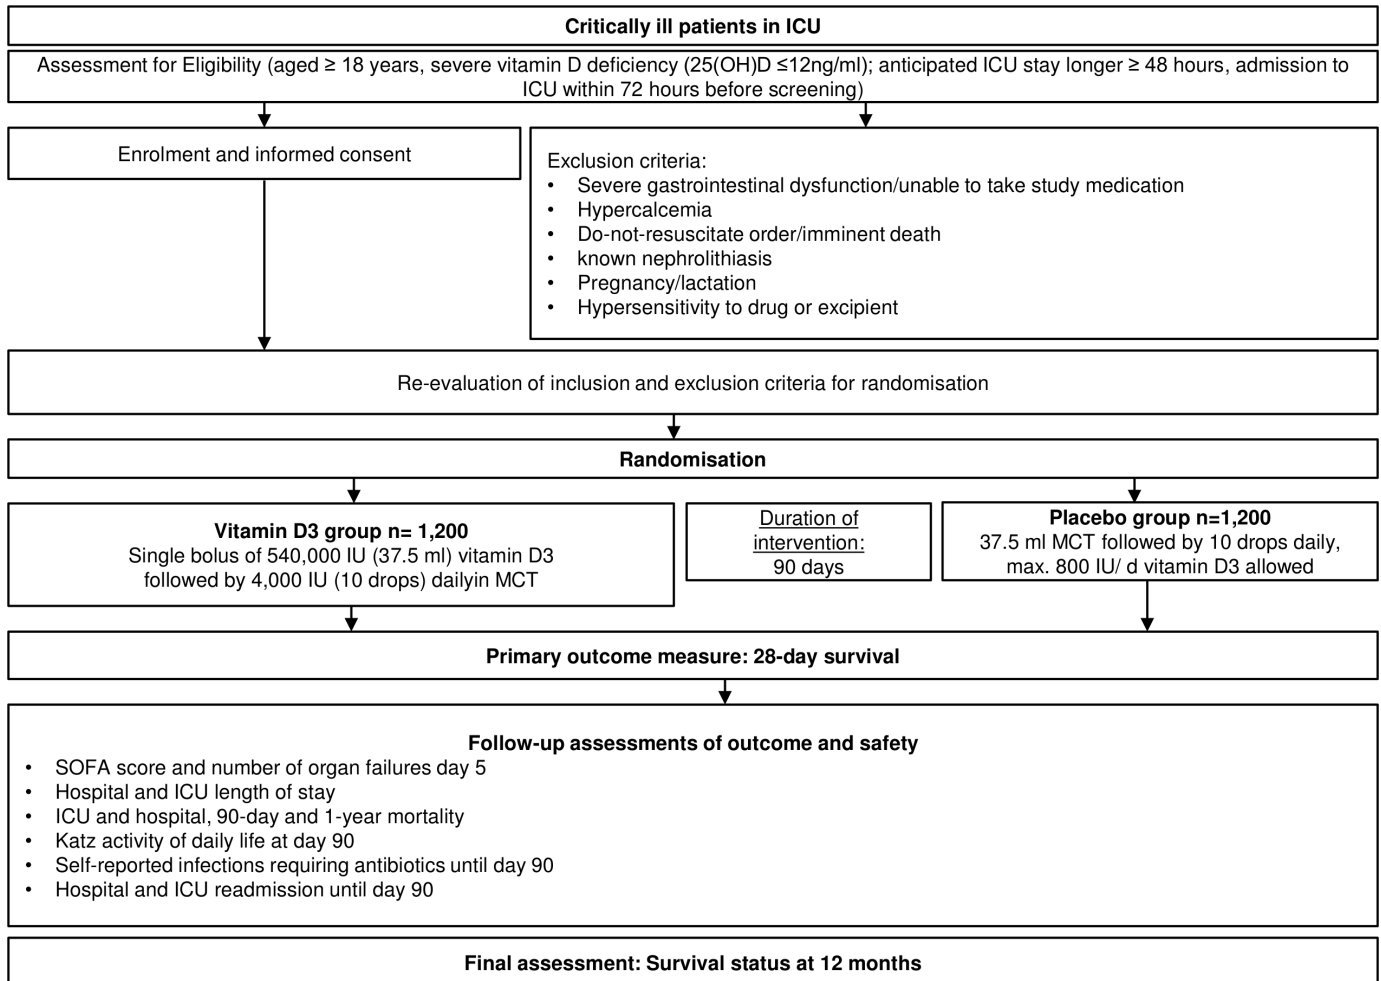 Critically ill patients in ICU
Assessment for Eligibility (aged ≥ 18 years, severe vitamin D deficiency (25(OH)D ≤12ng/ml); anticipated ICU stay longer ≥ 48 hours, admission to
ICU within 72 hours before screening)
Enrolment and informed consent
Exclusion criteria:
• Severe gastrointestinal dysfunction/unable to take study medication
• Hypercalcemia
• Do-not-resuscitate order/imminent death
• known nephrolithiasis
• Pregnancy/lactation
• Hypersensitivity to drug or excipient
Re-evaluation of inclusion and exclusion criteria for randomisation
Randomisation
Vitamin D3 group n= 1,200
Single bolus of 540,000 IU (37.5 ml) vitamin D3
followed by 4,000 IU (10 drops) dailyin MCT
Duration of
intervention:
90 days
Placebo group n=1,200
37.5 ml MCT followed by 10 drops daily,
max. 800 IU/ d vitamin D3 allowed
Primary outcome measure: 28-day survival
Follow-up assessments of outcome and safety
• SOFA score and number of organ failures day 5
• Hospital and ICU length of stay
• ICU and hospital, 90-day and 1-year mortality
• Katz activity of daily life at day 90
• Self-reported infections requiring antibiotics until day 90
• Hospital and ICU readmission until day 90
Final assessment: Survival status at 12 months